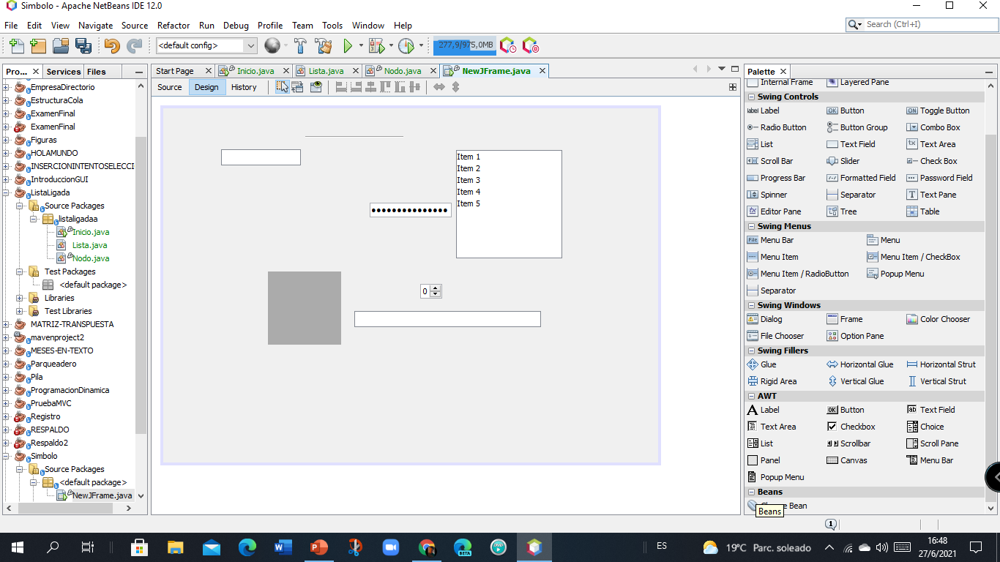 Simbolo - Apache NetBeans IDE 12.0
File Edit View Navigate Source Refactor Run Debug Profile Team Tools Window Help
Search (Ctrl+I)
<default config>
277,9/975,0MB
Pro... Services Files
EmpresaDirectorio
EstructuraCola
ExamenFinal
ExamenFinal
Figuras
HOLAMUNDO
INSERCIONINTENTOSELECCI
IntroduccionGUI
ListaLigada
Source Packages
listaligadaa
Inicio.java
Lista.java
Nodo.java
Test Packages
<default package>
Libraries
Test Libraries
MATRIZ-TRANSPUESTA
mavenproject2
MESES-EN-TEXTO
Parqueadero
Pila
ProgramacionDinamica
PruebaMVC
Registro
RESPALDO
Respaldo2
Simbolo
Source Packages
<default package>
NewJFrame.java
Start Page Inicio.java Lista.java Nodo.java NewJFrame.java
Source Design History
Item 1
Item 2
Item 3
Item 4
Item 5
0
Palette
Internal Frame Layered Pane
Swing Controls
label Label OK Button ON Toggle Button
Radio Button Button Group Combo Box
List Text Field Text Area
Scroll Bar Slider Check Box
Progress Bar Formatted Field Password Field
Spinner Separator Text Pane
Editor Pane Tree Table
Swing Menus
File Menu Bar Menu
Menu Item Menu Item / CheckBox
Menu Item / RadioButton Popup Menu
Separator
Swing Windows
Dialog Frame Color Chooser
File Chooser Option Pane
Swing Fillers
Glue Horizontal Glue Horizontal Strut
Rigid Area Vertical Glue Vertical Strut
AWT
A Label OK Button ab Text Field
Text Area Checkbox Choice
List Scrollbar Scroll Pane
Panel Canvas Menu Bar
Popup Menu
Beans
Bean
Beans
1
BETA
DVD
ES
19°C Parc. soleado
16:48
27/6/2021